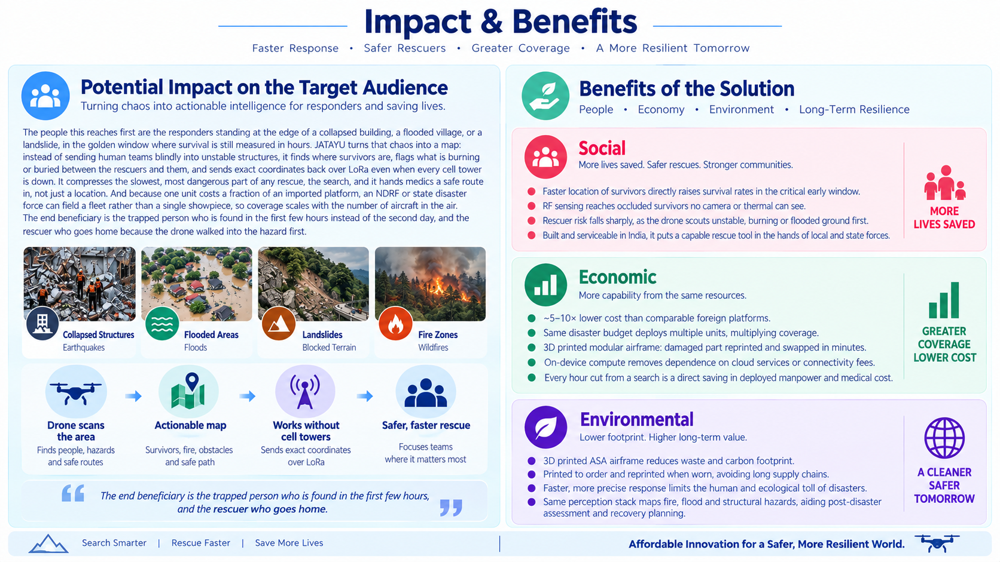 Impact & Benefits
Faster Response • Safer Rescuers • Greater Coverage • A More Resilient Tomorrow
Potential Impact on the Target Audience
Turning chaos into actionable intelligence for responders and saving lives.
The people this reaches first are the responders standing at the edge of a collapsed building, a flooded village, or a
landslide, in the golden window where survival is still measured in hours. JATAYU turns that chaos into a map:
instead of sending human teams blindly into unstable structures, it finds where survivors are, flags what is burning
or buried between the rescuers and them, and sends exact coordinates back over LoRa even when every cell tower
is down. It compresses the slowest, most dangerous part of any rescue, the search, and it hands medics a safe route
in, not just a location. And because one unit costs a fraction of an imported platform, an NDRF or state disaster
force can field a fleet rather than a single showpiece, so coverage scales with the number of aircraft in the air.
The end beneficiary is the trapped person who is found in the first few hours instead of the second day, and the
rescuer who goes home because the drone walked into the hazard first.
Collapsed Structures
Earthquakes
Flooded Areas
Floods
Landslides
Blocked Terrain
Fire Zones
Wildfires
Drone scans
the area
Finds people, hazards
and safe routes
Actionable map
Survivors, fire, obstacles
and safe path
Works without
cell towers
Sends exact coordinates
over LoRa
Safer, faster rescue
Focuses teams
where it matters most
“ The end beneficiary is the trapped person who is found in the first few hours,
and the rescuer who goes home. ”
Benefits of the Solution
People • Economy • Environment • Long-Term Resilience
Social
More lives saved. Safer rescues. Stronger communities.
• Faster location of survivors directly raises survival rates in the critical early window.
• RF sensing reaches occluded survivors no camera or thermal can see.
• Rescuer risk falls sharply, as the drone scouts unstable, burning or flooded ground first.
• Built and serviceable in India, it puts a capable rescue tool in the hands of local and state forces.
MORE
LIVES SAVED
Economic
More capability from the same resources.
• ~5–10× lower cost than comparable foreign platforms.
• Same disaster budget deploys multiple units, multiplying coverage.
• 3D printed modular airframe: damaged part reprinted and swapped in minutes.
• On-device compute removes dependence on cloud services or connectivity fees.
• Every hour cut from a search is a direct saving in deployed manpower and medical cost.
GREATER
COVERAGE
LOWER COST
Environmental
Lower footprint. Higher long-term value.
• 3D printed ASA airframe reduces waste and carbon footprint.
• Printed to order and reprinted when worn, avoiding long supply chains.
• Faster, more precise response limits the human and ecological toll of disasters.
• Same perception stack maps fire, flood and structural hazards, aiding post-disaster
assessment and recovery planning.
A CLEANER
SAFER
TOMORROW
Search Smarter | Rescue Faster | Save More Lives
Affordable Innovation for a Safer, More Resilient World.